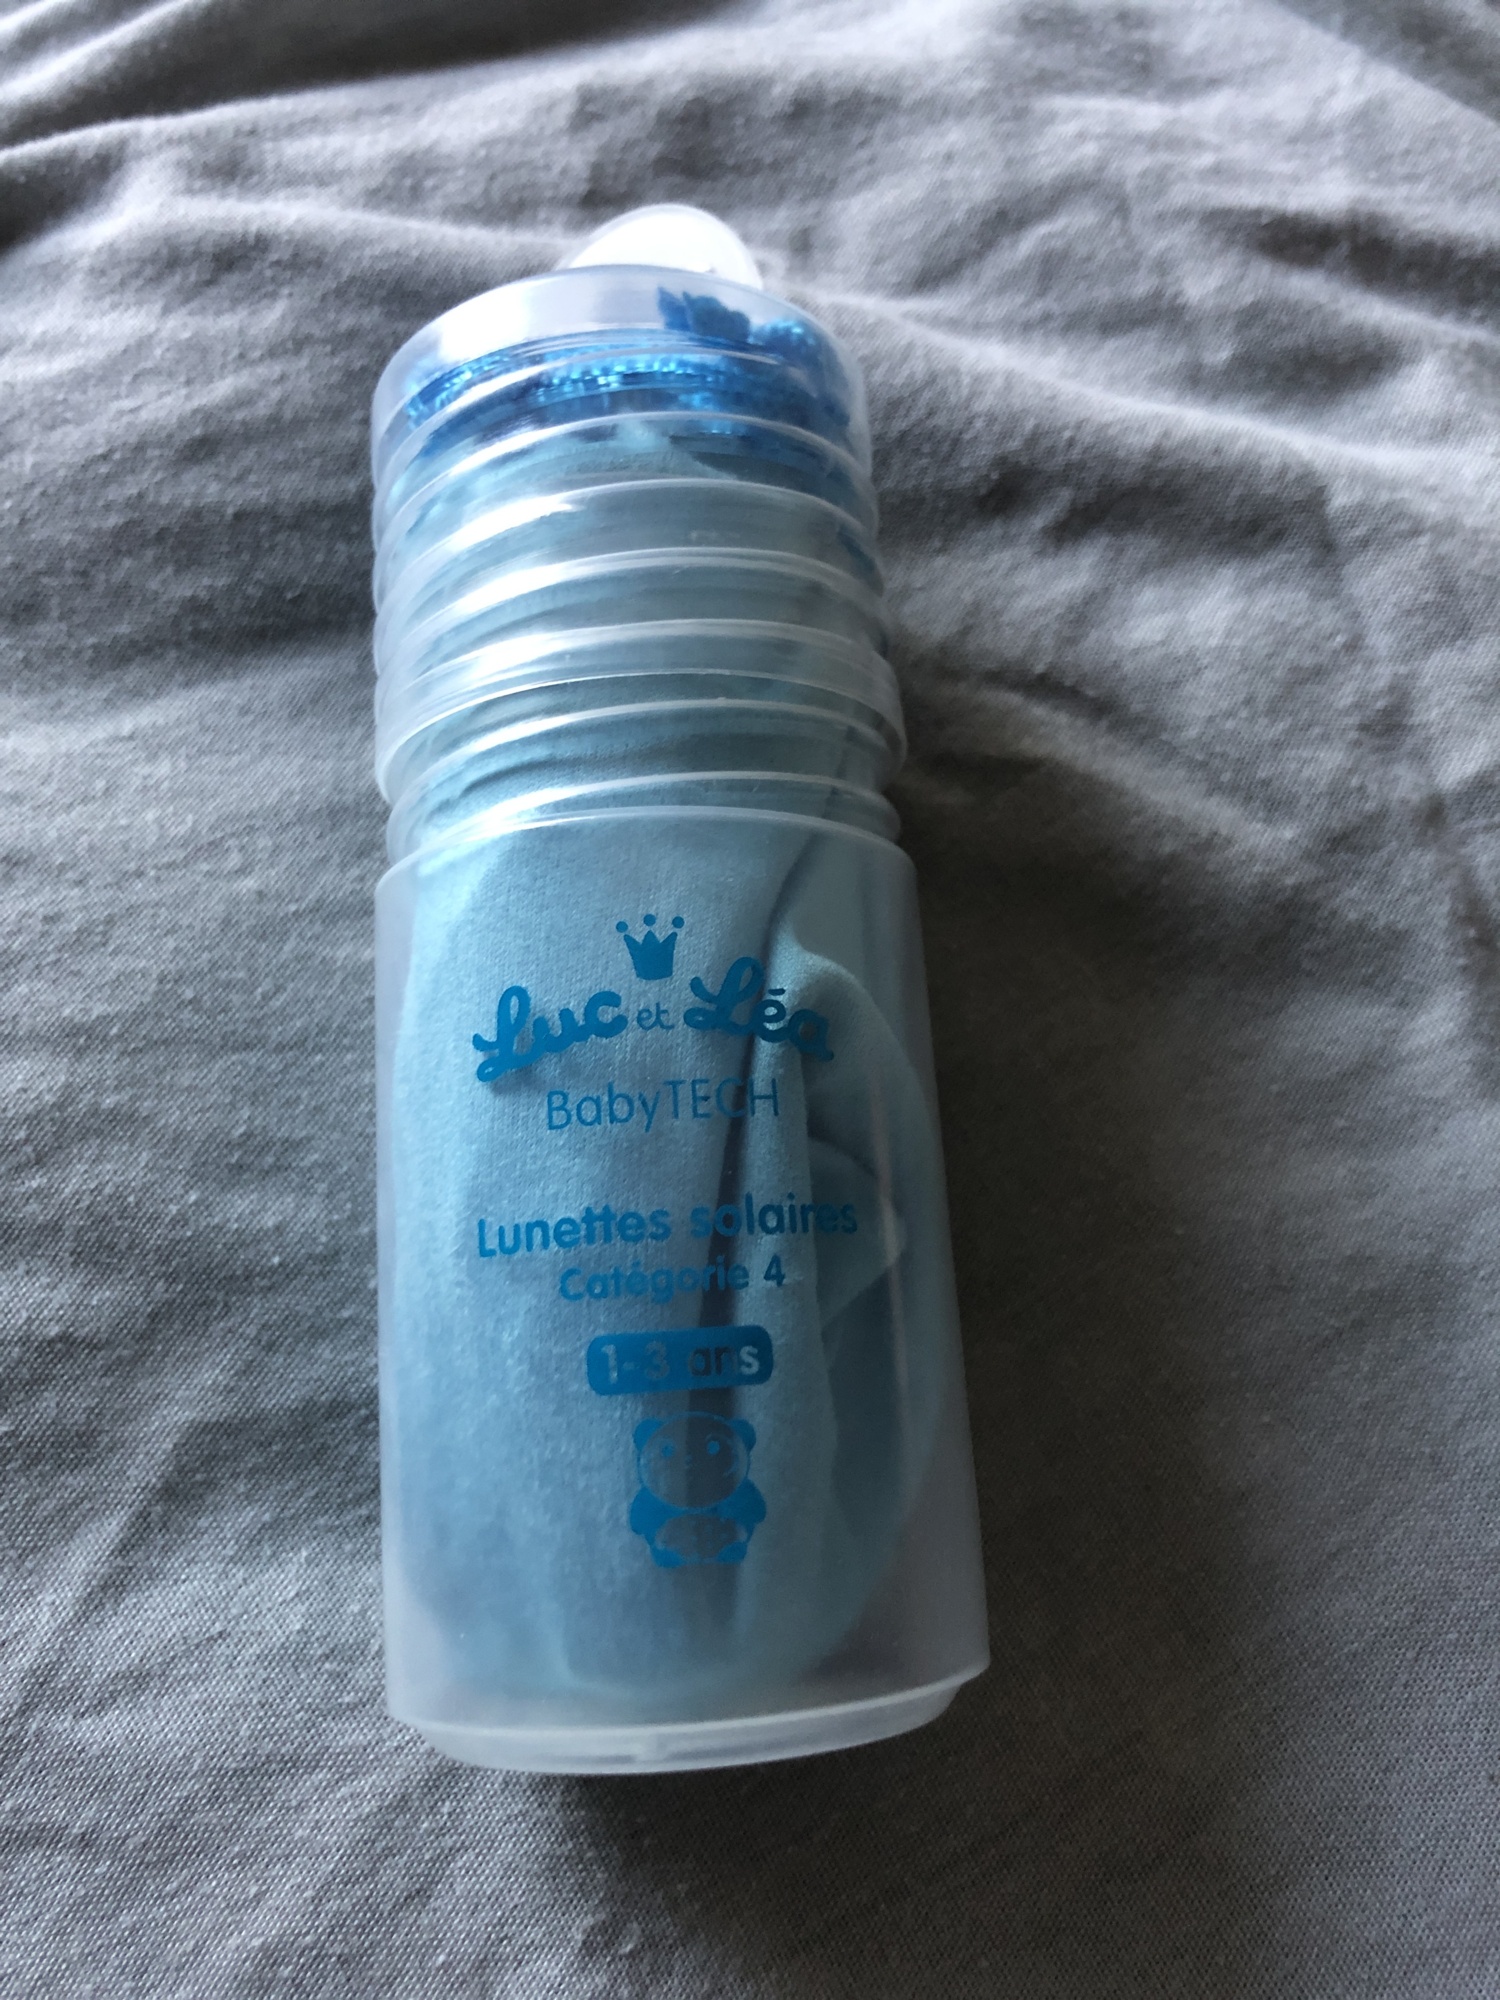 Luc et Léa
BabyTECH
Lunettes solaires
Catégorie 4
1-3 ans